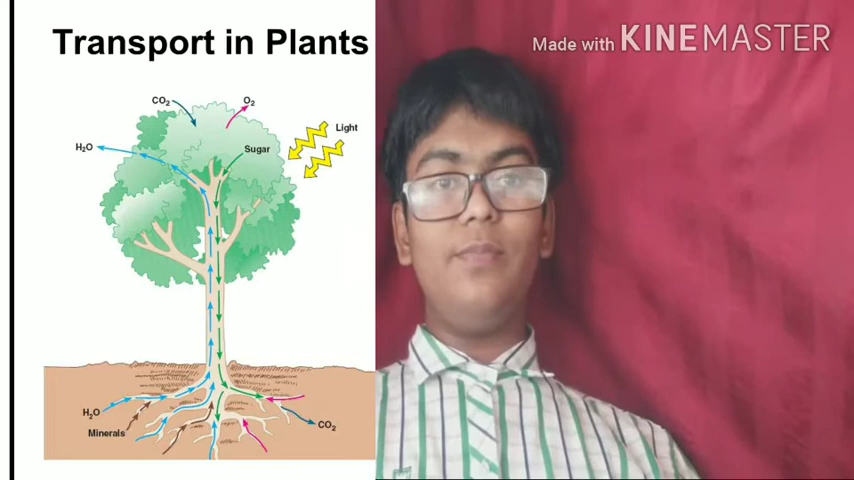 Transport in Plants
Made with KINEMASTER
CO₂
O₂
Light
H₂O
Sugar
H₂O
Minerals
CO₂